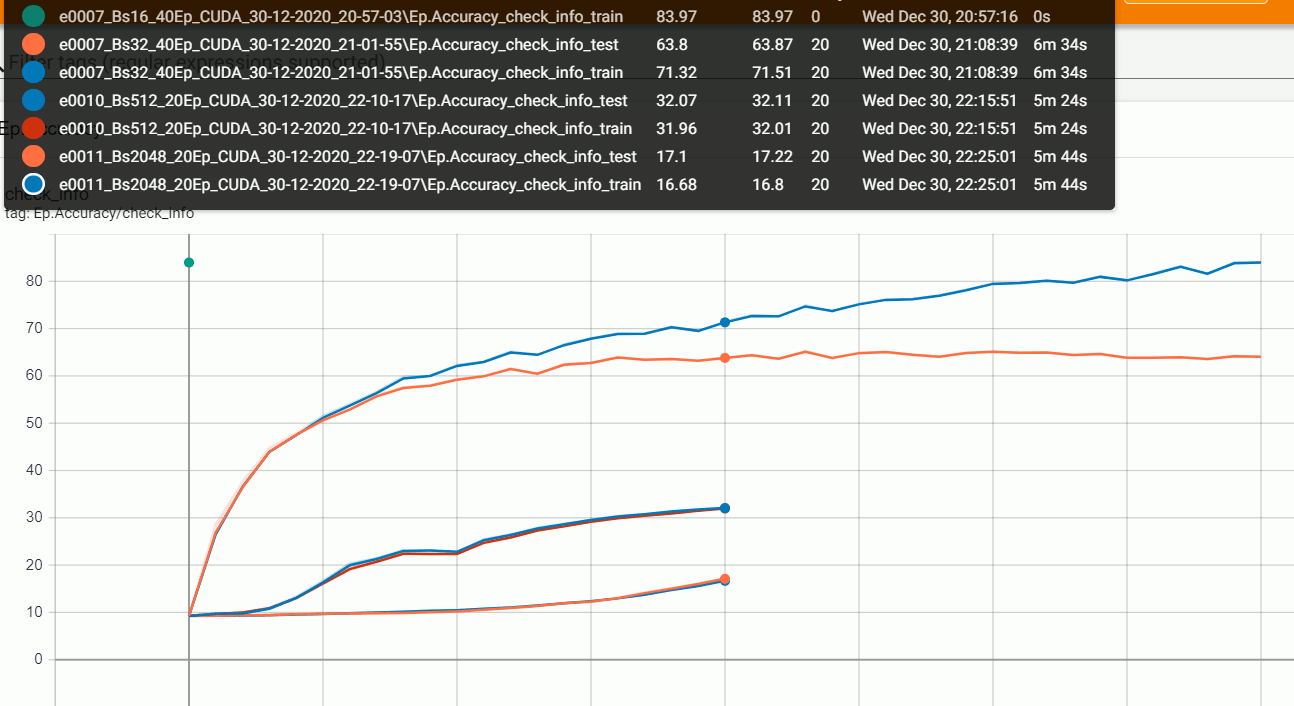 e0007_Bs16_40Ep_CUDA_30-12-2020_20-57-03\Ep.Accuracy_check_info_train 83.97 83.97 0 Wed Dec 30, 20:57:16 0s
e0007_Bs32_40Ep_CUDA_30-12-2020_21-01-55\Ep.Accuracy_check_info_test 63.8 63.87 20 Wed Dec 30, 21:08:39 6m 34s
Filter tags (regular expressions supported)
e0007_Bs32_40Ep_CUDA_30-12-2020_21-01-55\Ep.Accuracy_check_info_train 71.32 71.51 20 Wed Dec 30, 21:08:39 6m 34s
e0010_Bs512_20Ep_CUDA_30-12-2020_22-10-17\Ep.Accuracy_check_info_test 32.07 32.11 20 Wed Dec 30, 22:15:51 5m 24s
e0010_Bs512_20Ep_CUDA_30-12-2020_22-10-17\Ep.Accuracy_check_info_train 31.96 32.01 20 Wed Dec 30, 22:15:51 5m 24s
e0011_Bs2048_20Ep_CUDA_30-12-2020_22-19-07\Ep.Accuracy_check_info_test 17.1 17.22 20 Wed Dec 30, 22:25:01 5m 44s
e0011_Bs2048_20Ep_CUDA_30-12-2020_22-19-07\Ep.Accuracy_check_info_train 16.68 16.8 20 Wed Dec 30, 22:25:01 5m 44s
check_info
tag: Ep.Accuracy/check_info
80
70
60
50
40
30
20
10
0